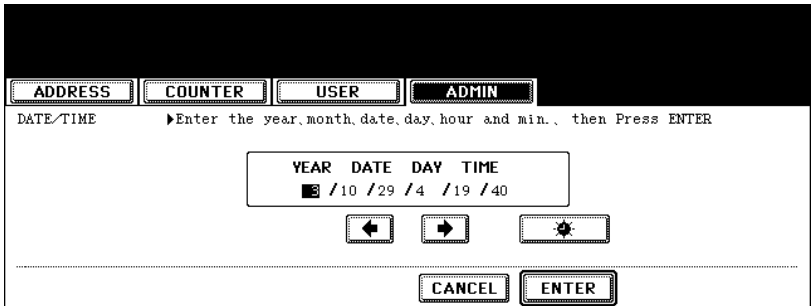 ADDRESS COUNTER USER ADMIN
DATE/TIME ▶Enter the year、month、date、day、hour and min.、 then Press ENTER
YEAR DATE DAY TIME
3 /10 /29 /4 /19 /40
CANCEL ENTER